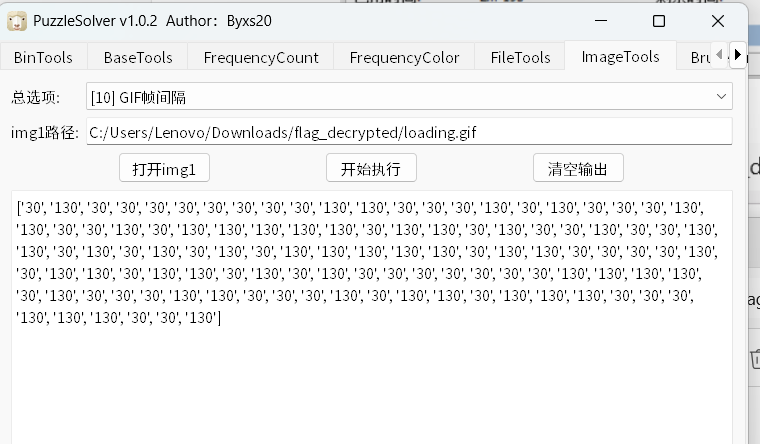 PuzzleSolver v1.0.2 Author：Byxs20
BinTools BaseTools FrequencyCount FrequencyColor FileTools ImageTools
总选项: [10] GIF帧间隔
img1路径: C:/Users/Lenovo/Downloads/flag_decrypted/loading.gif
打开img1 开始执行 清空输出
['30', '130', '30', '30', '30', '30', '30', '30', '30', '30', '130', '130', '30', '30', '30', '130', '30', '130', '30', '30', '30', '130',
'130', '30', '30', '130', '30', '130', '130', '130', '130', '130', '30', '130', '130', '30', '130', '30', '30', '130', '30', '30', '130',
'130', '30', '130', '30', '130', '30', '130', '30', '130', '130', '130', '130', '130', '130', '130', '30', '30', '30', '30', '130',
'30', '130', '130', '130', '130', '30', '130', '30', '130', '30', '30', '30', '30', '30', '30', '30', '130', '130', '130', '130',
'30', '130', '30', '30', '30', '130', '130', '30', '30', '30', '130', '30', '130', '130', '30', '130', '130', '130', '30', '30', '30',
'130', '130', '130', '30', '30', '130']